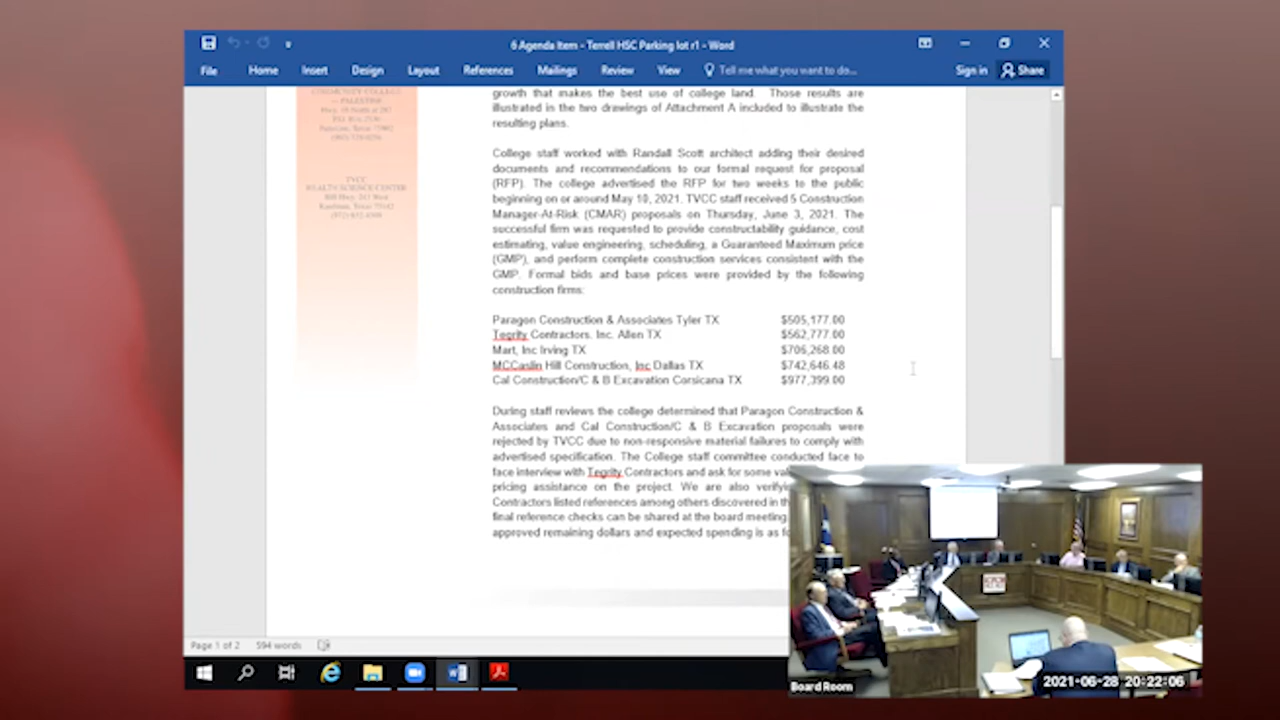 6 Agenda Item - Terrell HSC Parking lot r1 - Word
File Home Insert Design Layout References Mailings Review View Tell me what you want to do... Sign in Share
COMMUNITY COLLEGE
— PALESTINE
growth that makes the best use of college land. Those results are
illustrated in the two drawings of Attachment A included to illustrate the
resulting plans.
College staff worked with Randall Scott architect adding their desired
documents and recommendations to our formal request for proposal
(RFP). The college advertised the RFP for two weeks to the public
beginning on or around May 10, 2021. TVCC staff received 5 Construction
Manager-At-Risk (CMAR) proposals on Thursday, June 3, 2021. The
successful firm was requested to provide constructability guidance, cost
estimating, value engineering, scheduling, a Guaranteed Maximum price
(GMP), and perform complete construction services consistent with the
GMP. Formal bids and base prices were provided by the following
construction firms:
TVCC
HEALTH SCIENCE CENTER
Paragon Construction & Associates Tyler TX $505,177.00
Tegrity Contractors, Inc. Allen TX $562,777.00
Mart, Inc Irving TX $706,268.00
MCCaslin Hill Construction, Inc Dallas TX $742,646.48
Cal Construction/C & B Excavation Corsicana TX $977,399.00
During staff reviews the college determined that Paragon Construction &
Associates and Cal Construction/C & B Excavation proposals were
rejected by TVCC due to non-responsive material failures to comply with
advertised specification. The College staff committee conducted face to
face interview with Tegrity Contractors and ask for some
pricing assistance on the project. We are also
Contractors listed references among others discovered in
final reference checks can be shared at the board meeting.
approved remaining dollars and expected spending is as
Page 1 of 2 594 words
Board Room
2021-06-28 20:22:06